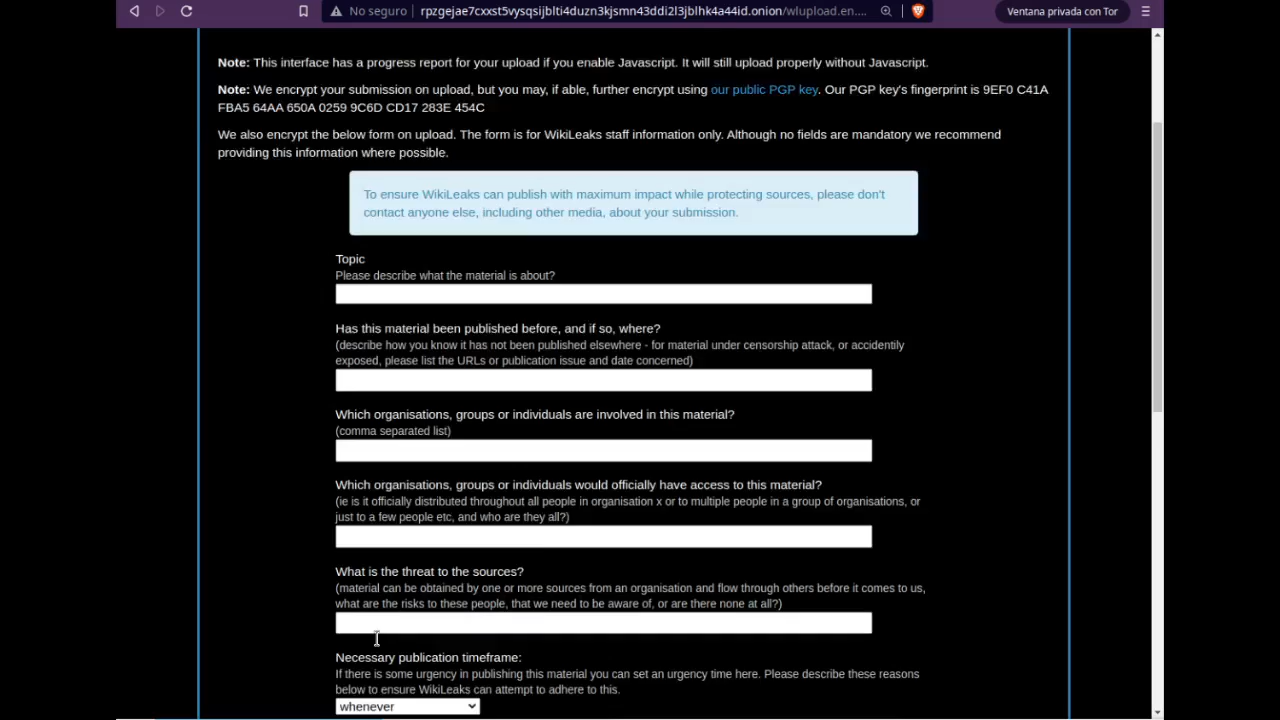 No seguro rpzgejae7cxxst5vysqsijblti4duzn3kjsmn43ddi2l3jblhk4a44id.onion/wlupload.en.... Ventana privada con Tor
Note: This interface has a progress report for your upload if you enable Javascript. It will still upload properly without Javascript.
Note: We encrypt your submission on upload, but you may, if able, further encrypt using our public PGP key. Our PGP key's fingerprint is 9EF0 C41A
FBA5 64AA 650A 0259 9C6D CD17 283E 454C
We also encrypt the below form on upload. The form is for WikiLeaks staff information only. Although no fields are mandatory we recommend
providing this information where possible.
To ensure WikiLeaks can publish with maximum impact while protecting sources, please don't
contact anyone else, including other media, about your submission.
Topic
Please describe what the material is about?
Has this material been published before, and if so, where?
(describe how you know it has not been published elsewhere - for material under censorship attack, or accidently
exposed, please list the URLs or publication issue and date concerned)
Which organisations, groups or individuals are involved in this material?
(comma separated list)
Which organisations, groups or individuals would officially have access to this material?
(ie is it officially distributed throughout all people in organisation x or to multiple people in a group of organisations, or
just to a few people etc, and who are they all?)
What is the threat to the sources?
(material can be obtained by one or more sources from an organisation and flow through others before it comes to us,
what are the risks to these people, that we need to be aware of, or are there none at all?)
Necessary publication timeframe:
If there is some urgency in publishing this material you can set an urgency time here. Please describe these reasons
below to ensure WikiLeaks can attempt to adhere to this.
whenever